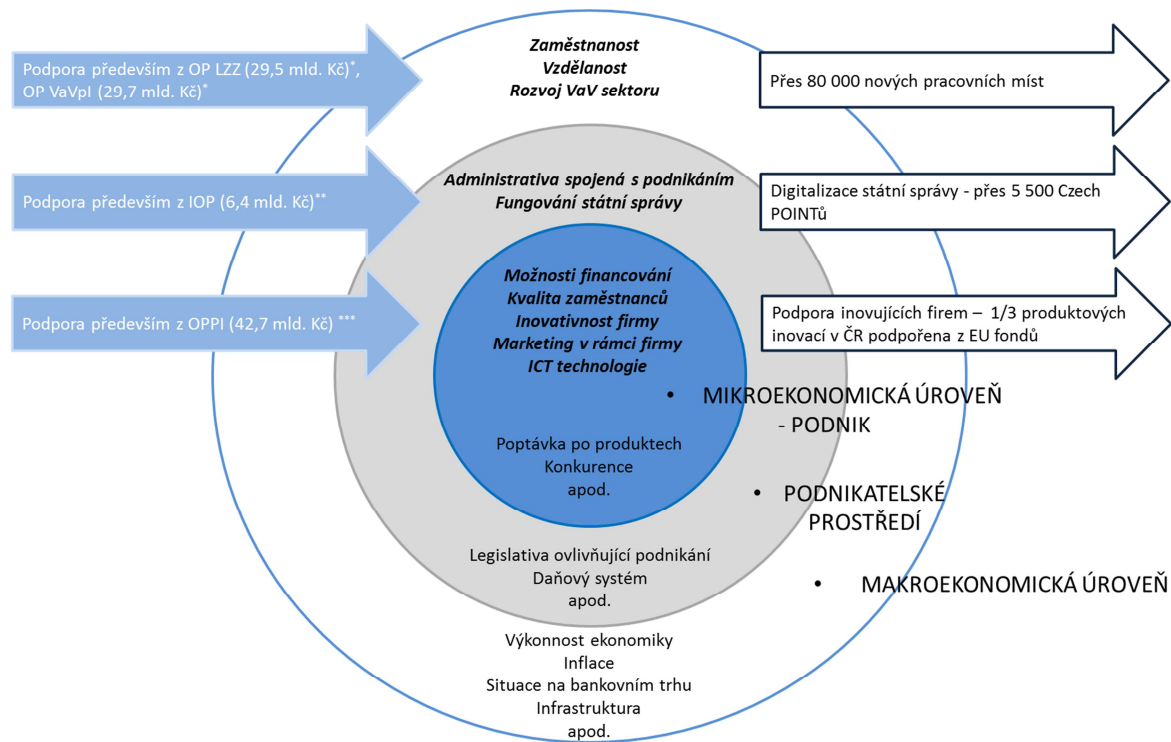 Zaměstnanost
Vzdělanost
Rozvoj VaV sektoru
Podpora především z OP LZZ (29,5 mld. Kč)*,
OP VaVpI (29,7 mld. Kč)*
Přes 80 000 nových pracovních míst
Administrativa spojená s podnikáním
Fungování státní správy
Podpora především z IOP (6,4 mld. Kč)**
Digitalizace státní správy - přes 5 500 Czech
POINTů
Možnosti financování
Kvalita zaměstnanců
Inovativnost firmy
Marketing v rámci firmy
ICT technologie
Podpora především z OPPI (42,7 mld. Kč) ***
Podpora inovujících firem – 1/3 produktových
inovací v ČR podpořena z EU fondů
• MIKROEKONOMICKÁ ÚROVEŇ
- PODNIK
Poptávka po produktech
Konkurence
apod.
• PODNIKATELSKÉ
PROSTŘEDÍ
Legislativa ovlivňující podnikání
Daňový systém
apod.
• MAKROEKONOMICKÁ ÚROVEŇ
Výkonnost ekonomiky
Inflace
Situace na bankovním trhu
Infrastruktura
apod.